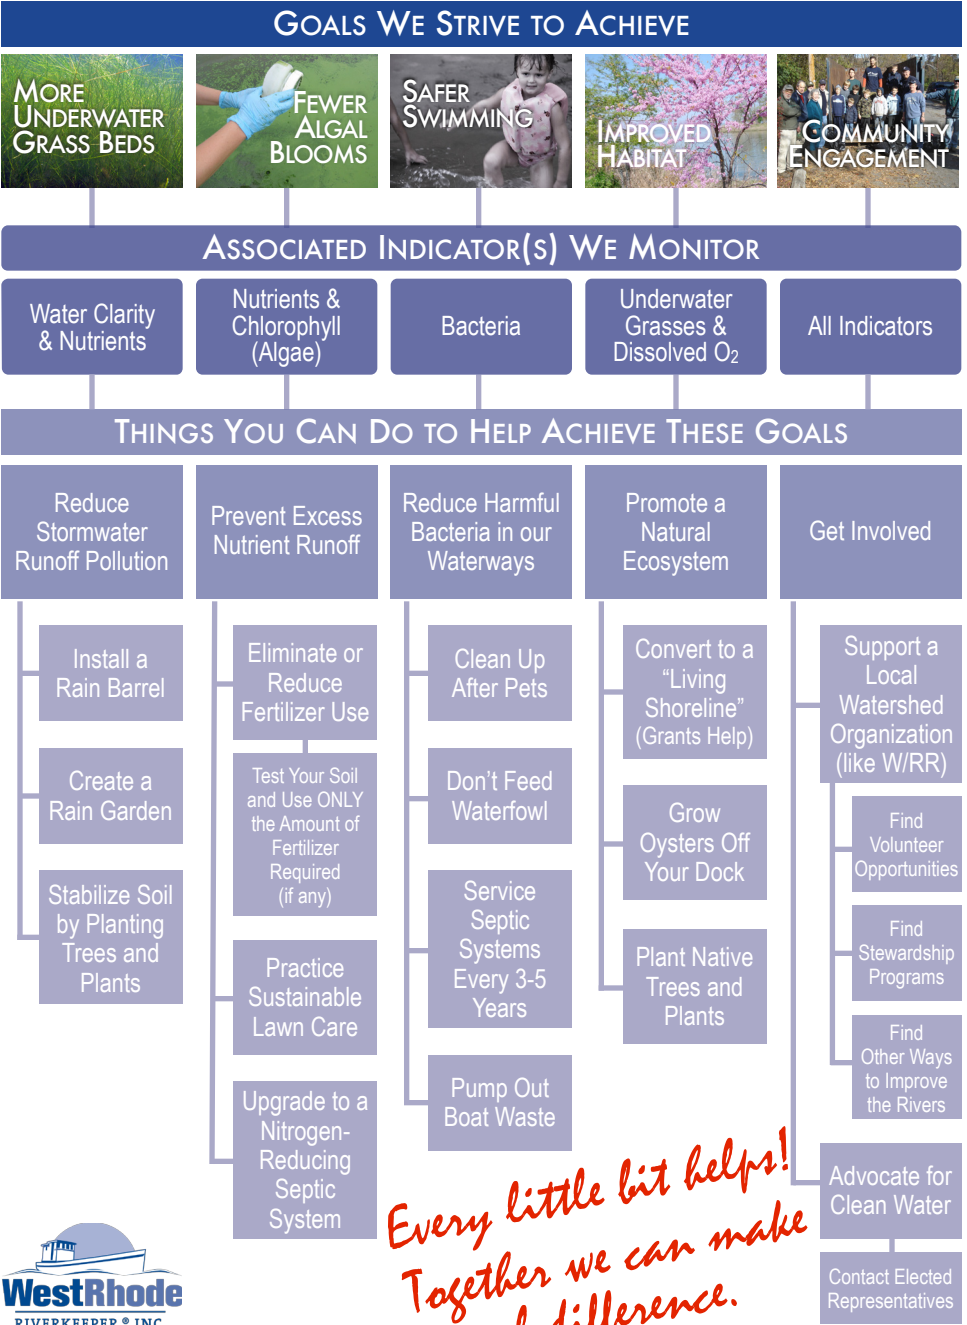 GOALS WE STRIVE TO ACHIEVE
MORE
UNDERWATER
GRASS BEDS
FEWER
ALGAL
BLOOMS
SAFER
SWIMMING
IMPROVED
HABITAT
COMMUNITY
ENGAGEMENT
ASSOCIATED INDICATOR(S) WE MONITOR
Water Clarity
& Nutrients
Nutrients &
Chlorophyll
(Algae)
Bacteria
Underwater
Grasses &
Dissolved O2
All Indicators
THINGS YOU CAN DO TO HELP ACHIEVE THESE GOALS
Reduce
Stormwater
Runoff Pollution
Install a
Rain Barrel
Create a
Rain Garden
Stabilize Soil
by Planting
Trees and
Plants
Prevent Excess
Nutrient Runoff
Eliminate or
Reduce
Fertilizer Use
Test Your Soil
and Use ONLY
the Amount of
Fertilizer
Required
(if any)
Practice
Sustainable
Lawn Care
Upgrade to a
Nitrogen-
Reducing
Septic
System
Reduce Harmful
Bacteria in our
Waterways
Clean Up
After Pets
Don't Feed
Waterfowl
Service
Septic
Systems
Every 3-5
Years
Pump Out
Boat Waste
Promote a
Natural
Ecosystem
Convert to a
“Living
Shoreline”
(Grants Help)
Grow
Oysters Off
Your Dock
Plant Native
Trees and
Plants
Get Involved
Support a
Local
Watershed
Organization
(like W/RR)
Find
Volunteer
Opportunities
Find
Stewardship
Programs
Find
Other Ways
to Improve
the Rivers
Advocate for
Clean Water
Contact Elected
Representatives
Every little bit helps!
Together we can make
difference.
WestRhode
RIVERKEEPER ® INC